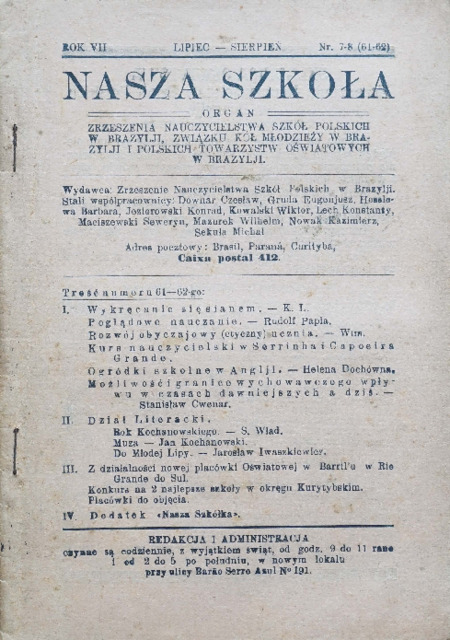 ROK VII LIPIEC — SIERPIEŃ Nr. 7-8 (61-62)
NASZA SZKOŁA
ORGAN
ZRZESZENIA NAUCZYCIELSTWA SZKÓŁ POLSKICH
W BRAZYLJI, ZWIĄZKU KÓŁ MŁODZIEŻY W BRA-
ZYLJI I POLSKICH TOWARZYSTW OŚWIATOWYCH
W BRAZYLJI.
Wydawca: Zrzeszenie Nauczycielstwa Szkół Polskich w Brazylji.
Stali współpracownicy: Downar Czesław, Gruda Eugenjusz,
wa Barbara, Jeziorowski Konrad, Kowalski Wiktor, Lech Konstanty,
Maciszewski Seweryn, Mazurek Wilhelm, Nowak Kazimierz,
Sekuła Michał
Adres pocztowy: Brasil, Paraná, Curityba,
Caixa postal 412.
Treść numeru 61—62-go:
I. Wykręcanie się sianem. — K. L.
Poglądowe nauczanie. — Rudolf Papla.
Rozwój obyczajowy (etyczny) ucznia. — Wum.
Kurs nauczycielski w Serrinha i Capoeira
Grande.
Ogródki szkolne w Anglji. — Helena Dochówna.
Możliwość i granice wychowawczego wpły-
wu w czasach dawniejszych a dziś. —
Stanisław Cwenar.
II. Dział Literacki.
Rok Kochanowskiego. — S. Wład.
Muza — Jan Kochanowski.
Do Młodej Lipy. — Jarosław Iwaszkiewicz.
III. Z działalności nowej placówki Oświatowej w Barril'u w Rio
Grande do Sul.
Konkurs na 2 najlepsze szkoły w okręgu Kurytybskim.
Placówki do objęcia.
IV. Dodatek «Nasza Szkółka».
REDAKCJA I ADMINISTRACJA
czynne są codziennie, z wyjątkiem świąt, od godz. 9 do 11 rano
i od 2 do 5 po południu, w nowym lokalu
przy ulicy Barão Serro Azul Nº 191.